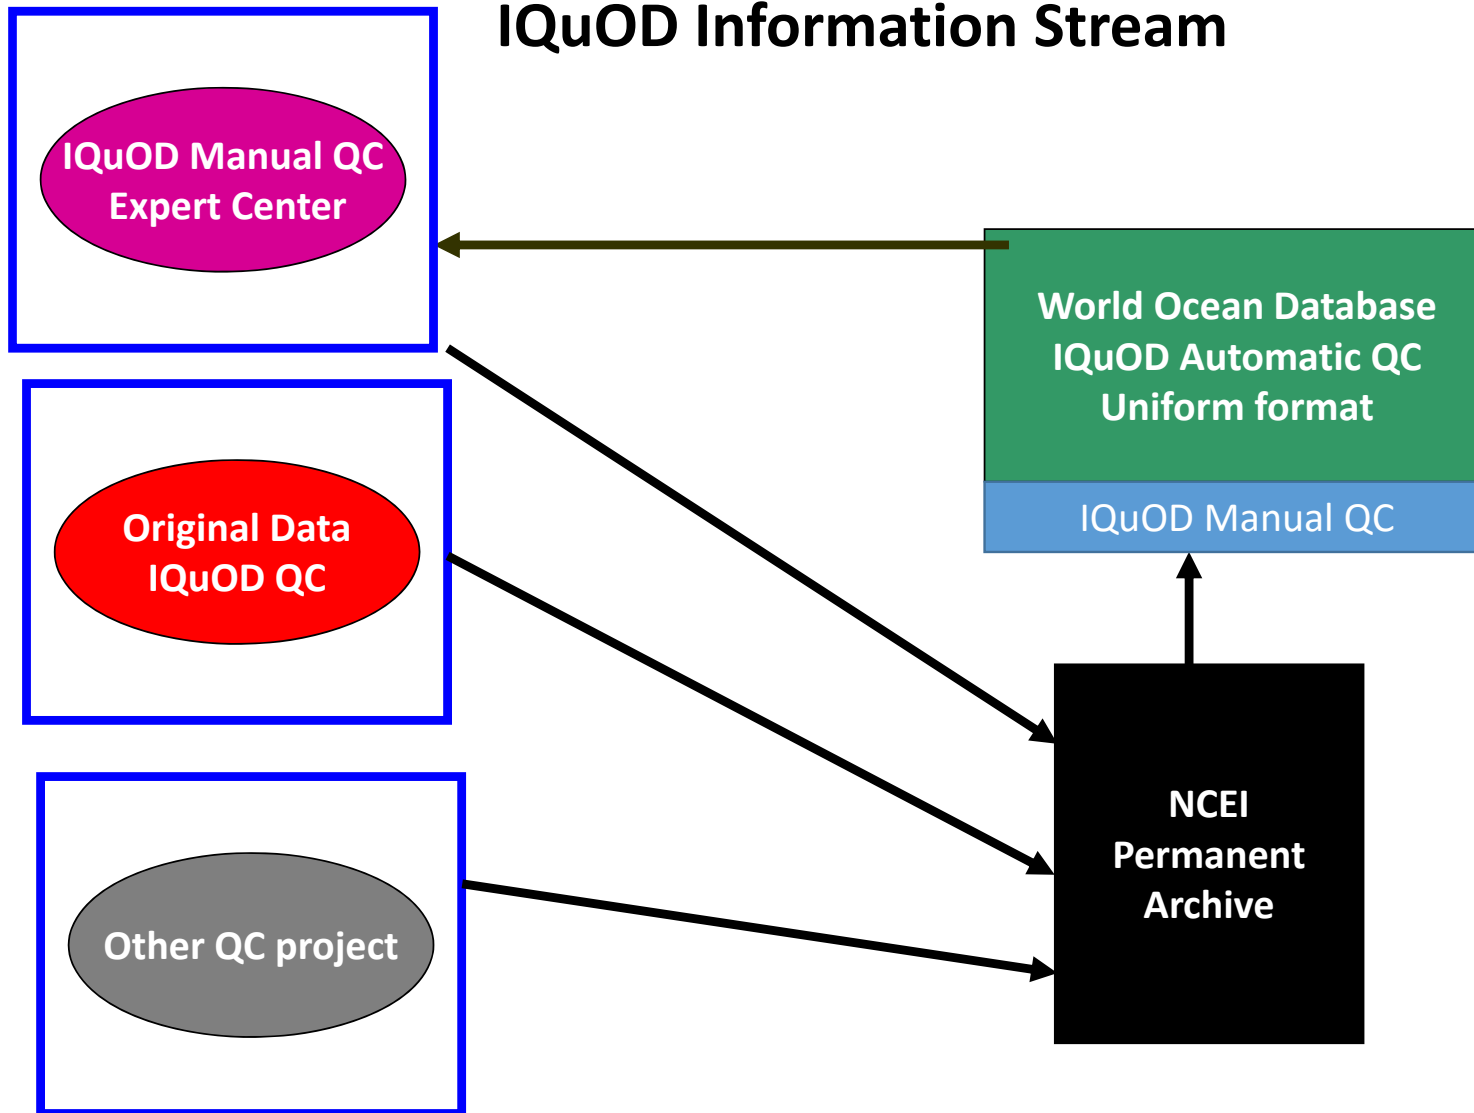 IQuOD Information Stream
IQuOD Manual QC
Expert Center
World Ocean Database
IQuOD Automatic QC
Uniform format
IQuOD Manual QC
Original Data
IQuOD QC
NCEI
Permanent
Archive
Other QC project